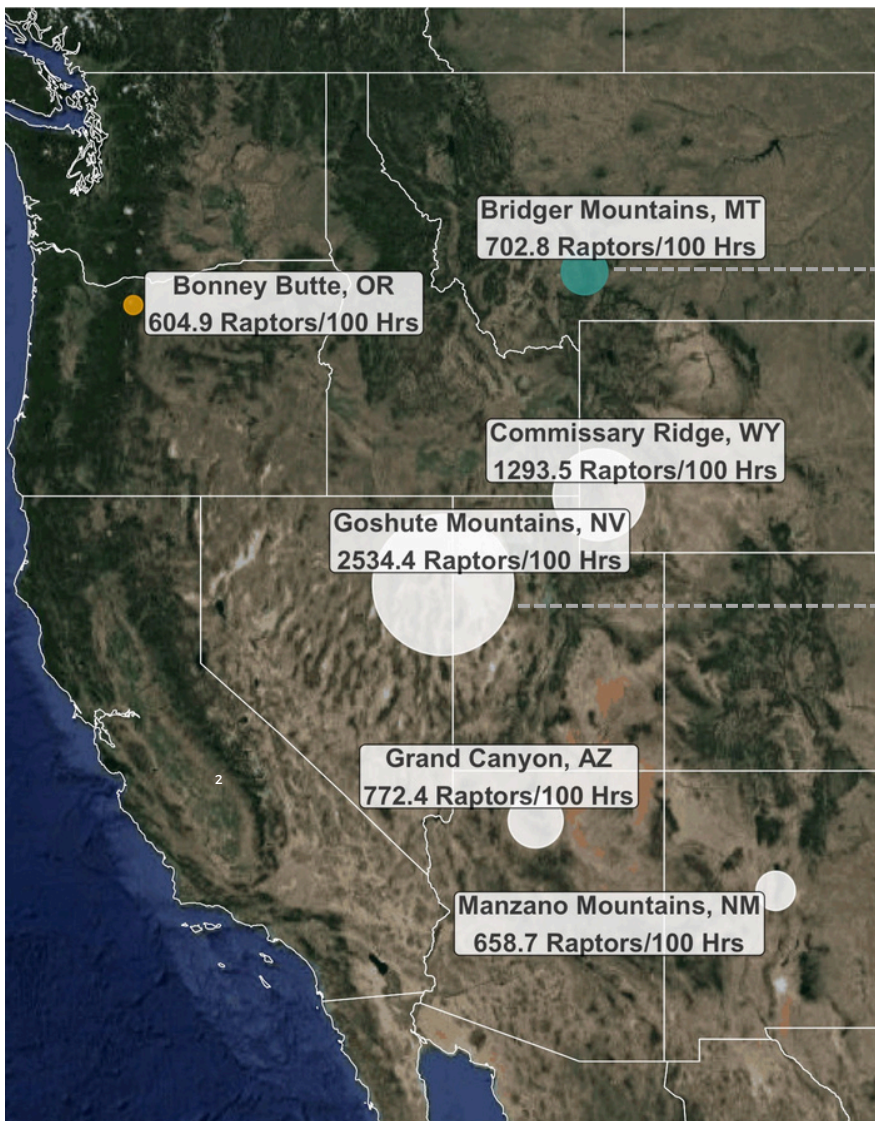 Bridger Mountains, MT
702.8 Raptors/100 Hrs
Bonney Butte, OR
604.9 Raptors/100 Hrs
Commissary Ridge, WY
1293.5 Raptors/100 Hrs
Goshute Mountains, NV
2534.4 Raptors/100 Hrs
Grand Canyon, AZ
772.4 Raptors/100 Hrs
2
Manzano Mountains, NM
658.7 Raptors/100 Hrs